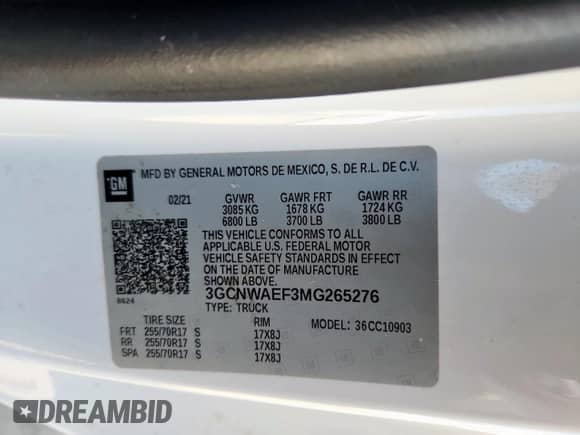 GM
MFD BY GENERAL MOTORS DE MEXICO, S. DE R.L. DE C.V.
02/21 GVWR GAWR FRT GAWR RR
3085 KG 1678 KG 1724 KG
6800 LB 3700 LB 3800 LB
THIS VEHICLE CONFORMS TO ALL
APPLICABLE U.S. FEDERAL MOTOR
VEHICLE SAFETY STANDARDS IN EFFECT
ON THE DATE OF MANUFACTURE
SHOWN ABOVE.
8624
3GCNWAEF3MG265276
TYPE: TRUCK
TIRE SIZE RIM MODEL: 36CC10903
FRT 255/70R17 S 17X8J
RR 255/70R17 S 17X8J
SPA 255/70R17 S 17X8J
DREAMBID